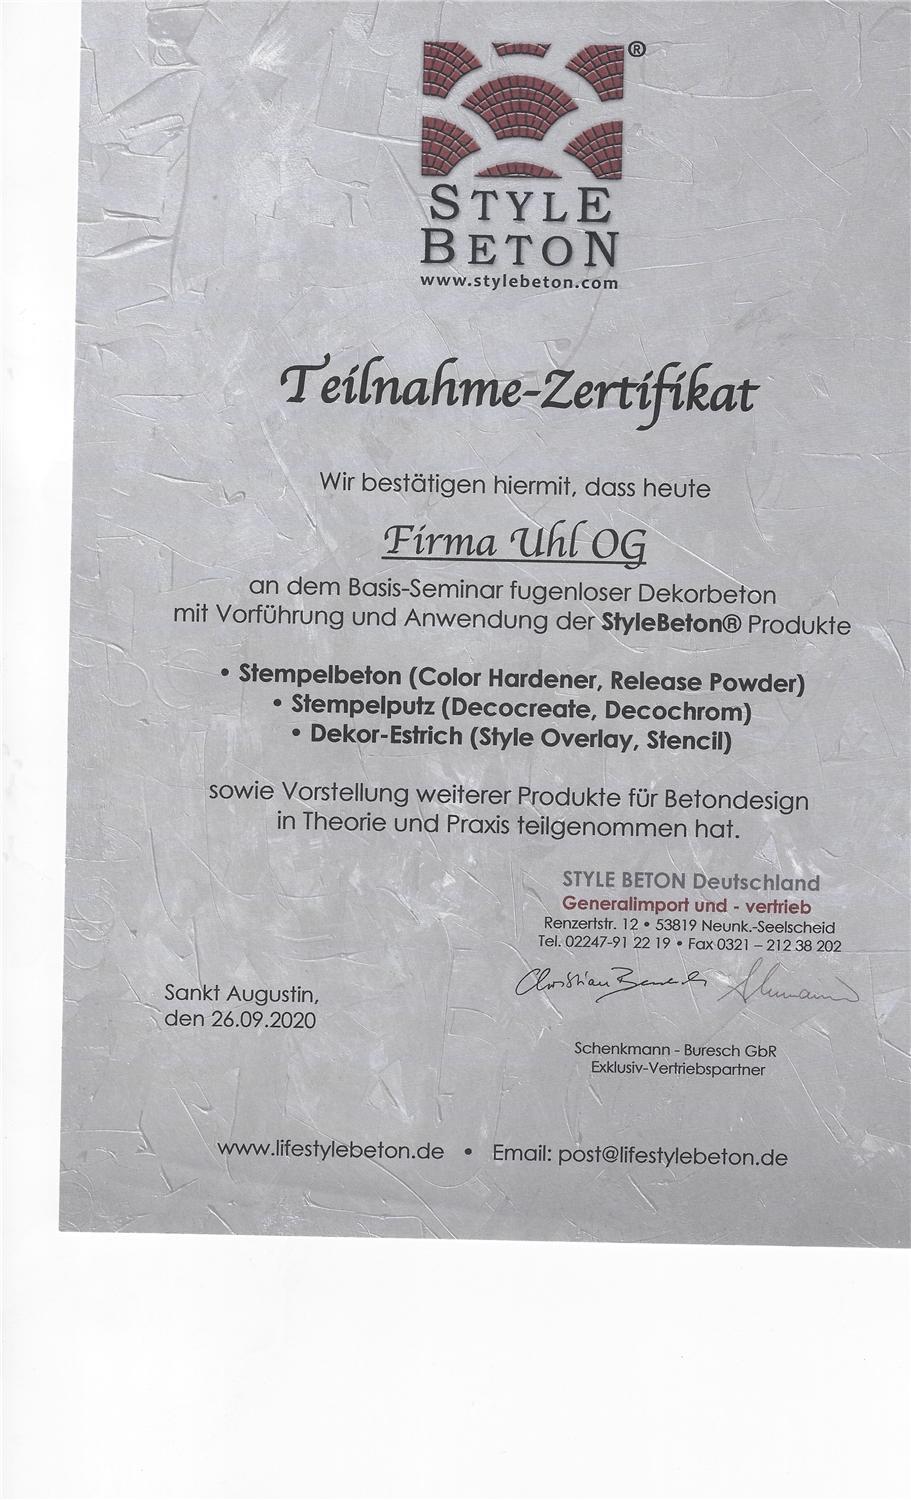 ®
STYLE
BETON
www.stylebeton.com
Teilnahme-Zertifikat
Wir bestätigen hiermit, dass heute
Firma Uhl OG
an dem Basis-Seminar fugenloser Dekorbeton
mit Vorführung und Anwendung der StyleBeton® Produkte
• Stempelbeton (Color Hardener, Release Powder)
• Stempelputz (Decocreate, Decochrom)
• Dekor-Estrich (Style Overlay, Stencil)
sowie Vorstellung weiterer Produkte für Betondesign
in Theorie und Praxis teilgenommen hat.
STYLE BETON Deutschland
Generalimport und - vertrieb
Renzertstr. 12 • 53819 Neunk.-Seelscheid
Tel. 02247-91 22 19 • Fax 0321 – 212 38 202
Christian
Sankt Augustin,
den 26.09.2020
Schenkmann - Buresch GbR
Exklusiv-Vertriebspartner
www.lifestylebeton.de • Email: post@lifestylebeton.de